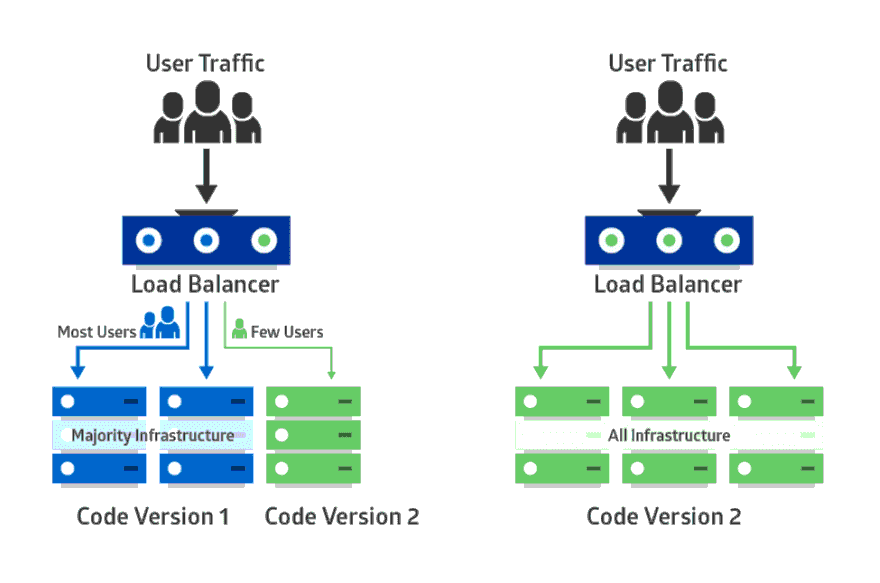 User Traffic
User Traffic
Load Balancer
Load Balancer
Most Users
Few Users
Majority Infrastructure
All Infrastructure
Code Version 1
Code Version 2
Code Version 2